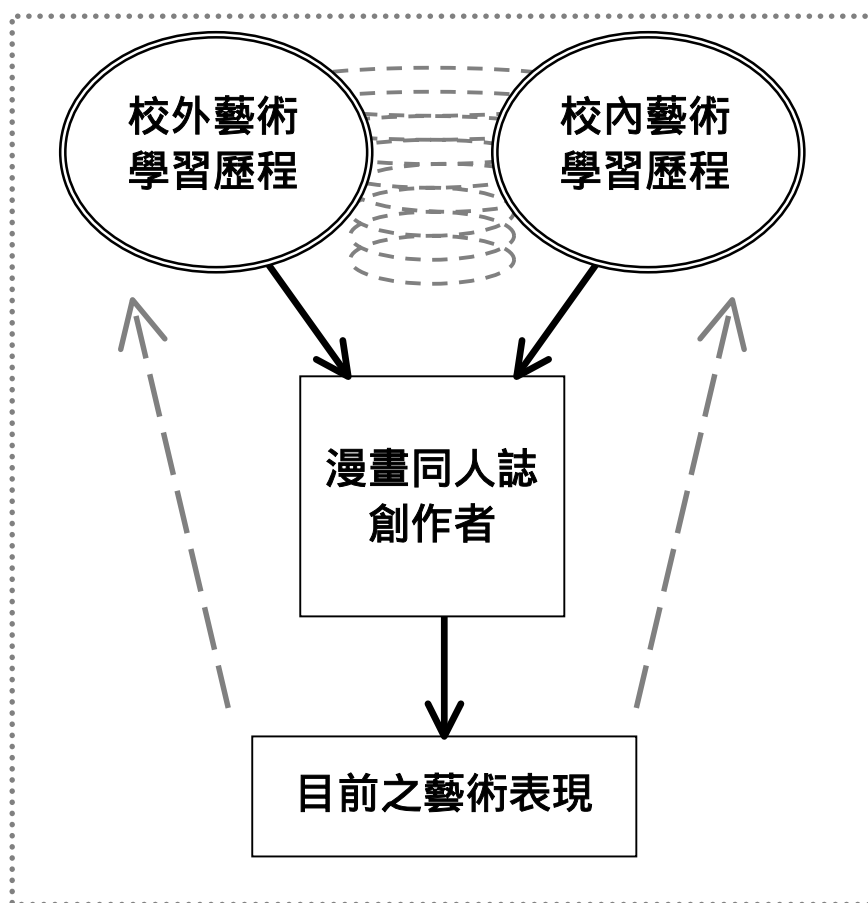 校外藝術
學習歷程
校內藝術
學習歷程
漫畫同人誌
創作者
目前之藝術表現